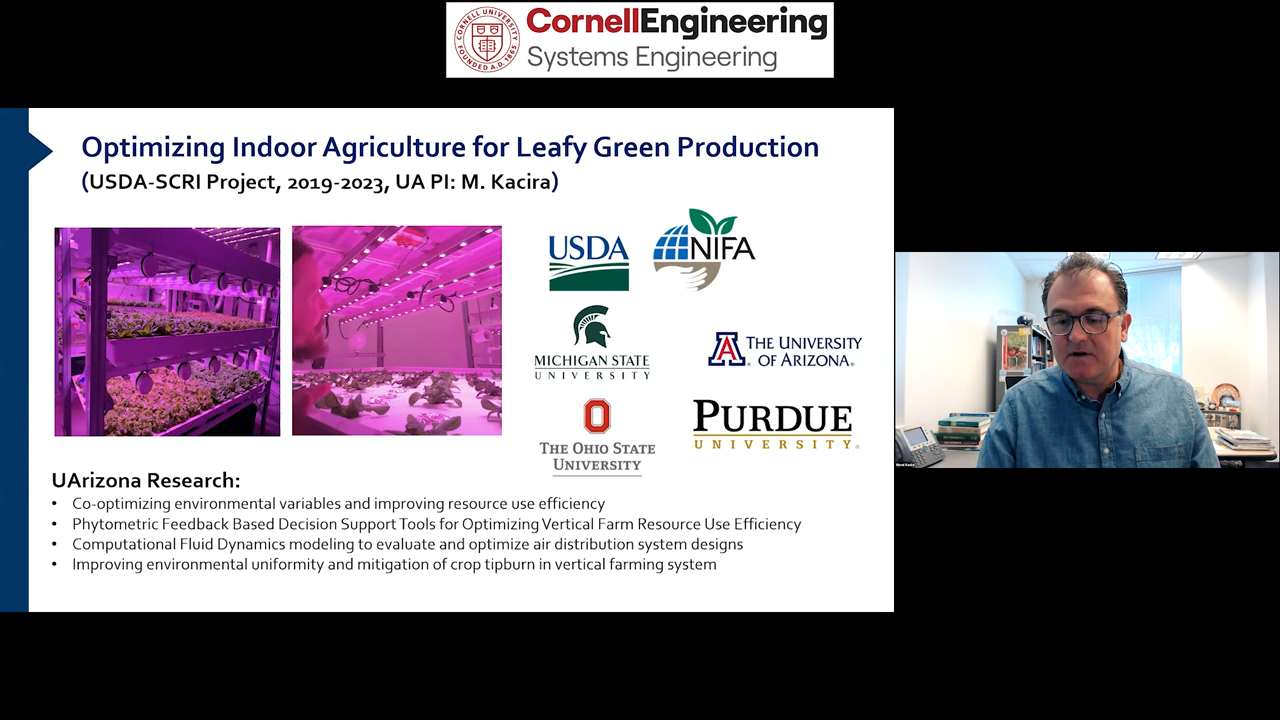 CornellEngineering
Systems Engineering
Optimizing Indoor Agriculture for Leafy Green Production
(USDA-SCRI Project, 2019-2023, UA PI: M. Kacira)
USDA
NIFA
MICHIGAN STATE
UNIVERSITY
THE UNIVERSITY
OF ARIZONA®
THE OHIO STATE
UNIVERSITY
PURDUE
UNIVERSITY®
UArizona Research:
• Co-optimizing environmental variables and improving resource use efficiency
• Phytometric Feedback Based Decision Support Tools for Optimizing Vertical Farm Resource Use Efficiency
• Computational Fluid Dynamics modeling to evaluate and optimize air distribution system designs
• Improving environmental uniformity and mitigation of crop tipburn in vertical farming system
Murat Kacira